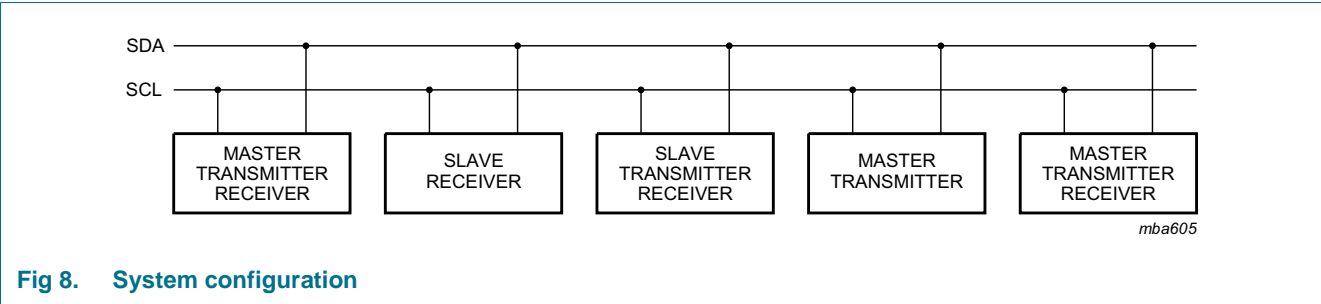 SDA
SCL
MASTER
TRANSMITTER
RECEIVER
SLAVE
RECEIVER
SLAVE
TRANSMITTER
RECEIVER
MASTER
TRANSMITTER
MASTER
TRANSMITTER
RECEIVER
mba605
Fig 8. System configuration